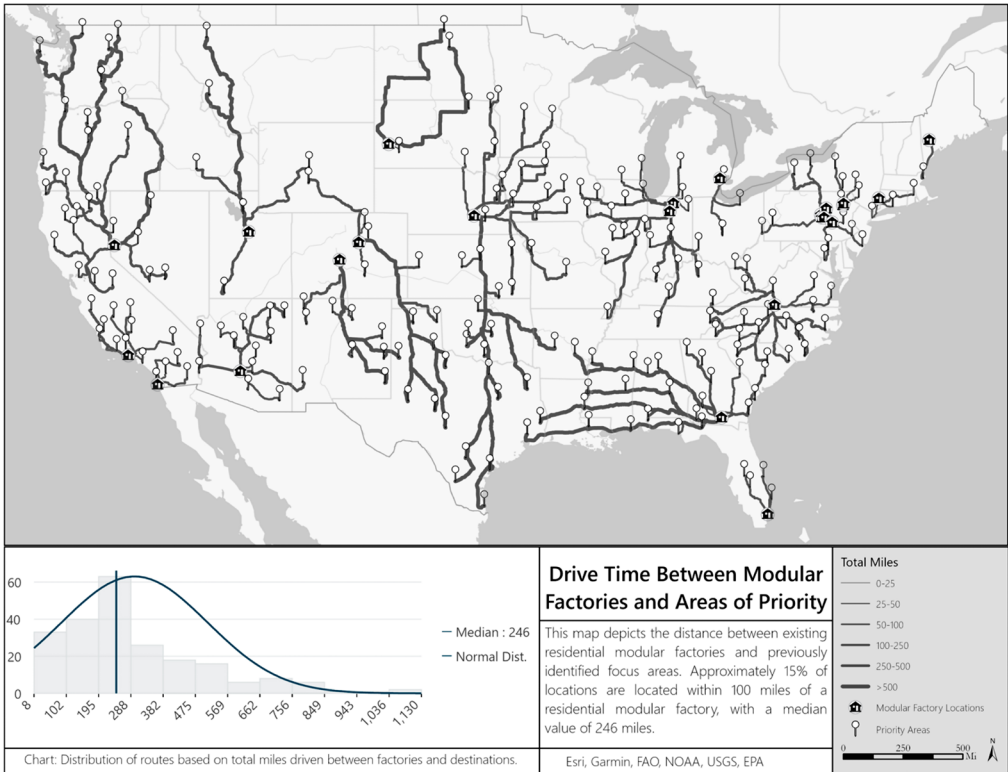 60
40
20
0
8
102
195
288
382
475
569
662
756
849
943
1,036
1,130
Median : 246
Normal Dist.
Chart: Distribution of routes based on total miles driven between factories and destinations.
Drive Time Between Modular
Factories and Areas of Priority
This map depicts the distance between existing
residential modular factories and previously
identified focus areas. Approximately 15% of
locations are located within 100 miles of a
residential modular factory, with a median
value of 246 miles.
Esri, Garmin, FAO, NOAA, USGS, EPA
Total Miles
0-25
25-50
50-100
100-250
250-500
>500
Modular Factory Locations
Priority Areas
0 250 500
Mi
N